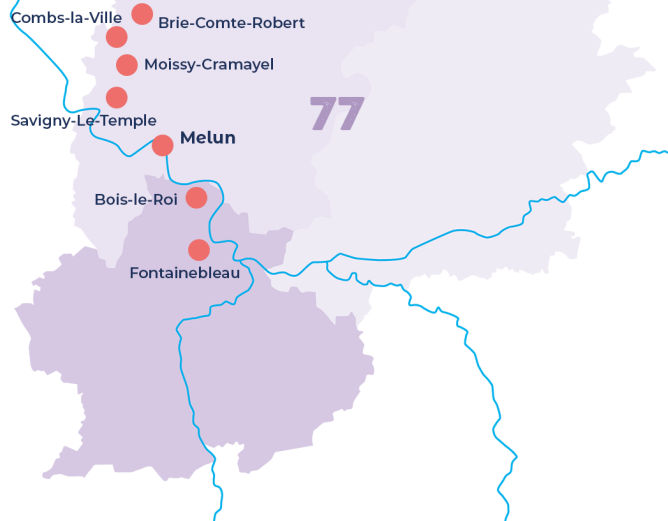 Combs-la-Ville
Brie-Comte-Robert
Moissy-Cramayel
77
Savigny-Le-Temple
Melun
Bois-le-Roi
Fontainebleau